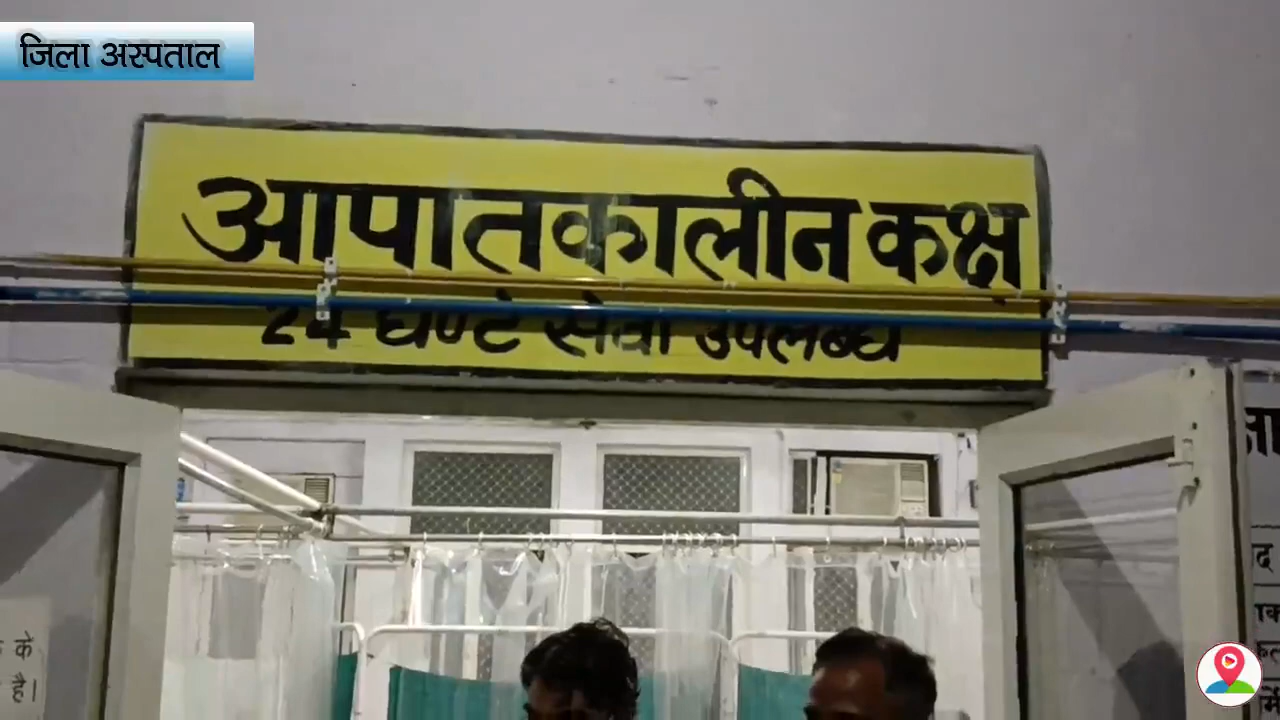 जिला अस्पताल
आपातकालीन कक्ष
24 घण्टे सेवा उपलब्ध
के
है।